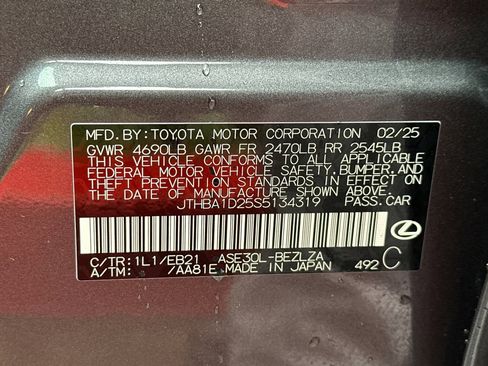 MFD.BY:TOYOTA MOTOR CORPORATION 02/25
GVWR 4690LB GAWR FR 2470LB RR 2545LB
THIS VEHICLE CONFORMS TO ALL APPLICABLE
FEDERAL MOTOR VEHICLE SAFETY,BUMPER,AND
THEFT PREVENTION STANDARDS IN EFFECT ON
THE DATE OF MANUFACTURE SHOWN ABOVE.
JTHBA1D25S5134319 PASS.CAR
C/TR:1L1/EB21 ASE30L-BEZLZA
A/TM: /AA81E MADE IN JAPAN 492 C